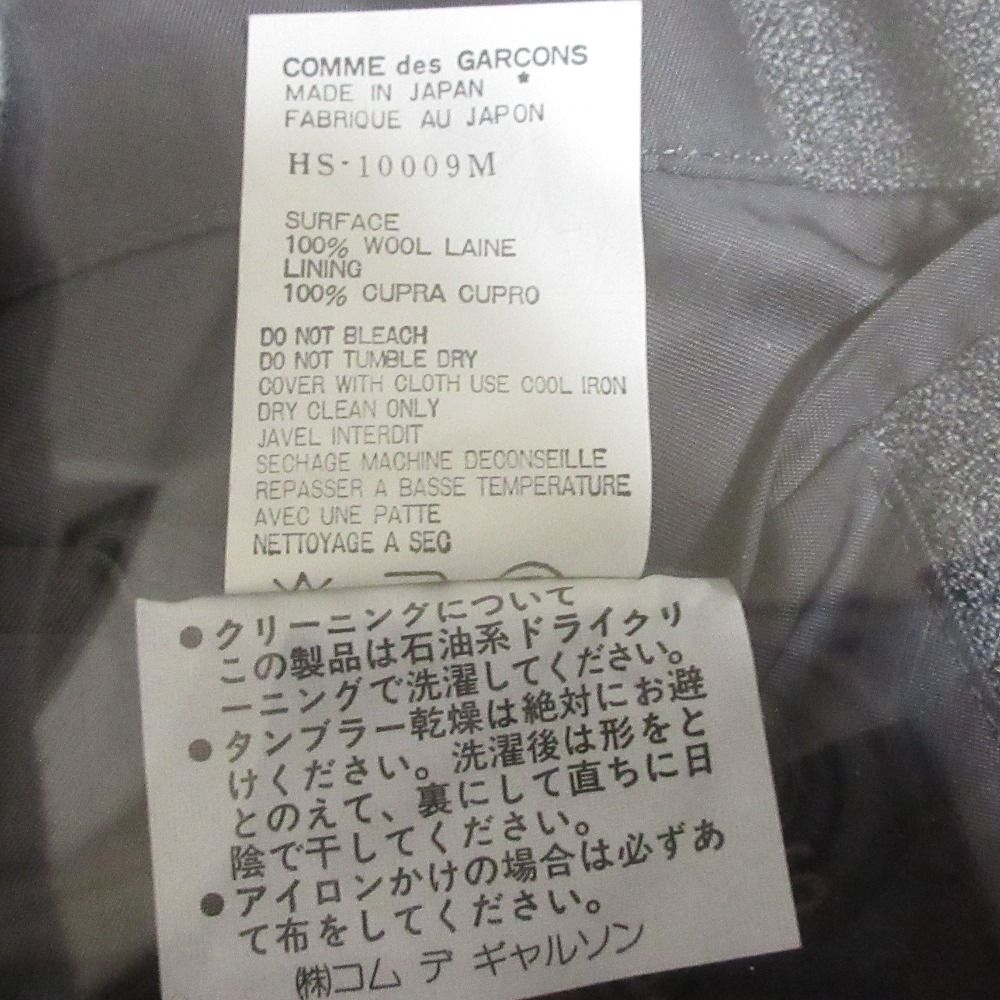 COMME des GARCONS
*
MADE IN JAPAN
FABRIQUE AU JAPON
HS-10009M
SURFACE
100% WOOL LAINE
LINING
100% CUPRA CUPRO
DO NOT BLEACH
DO NOT TUMBLE DRY
COVER WITH CLOTH USE COOL IRON
DRY CLEAN ONLY
JAVEL INTERDIT
SECHAGE MACHINE DECONSEILLE
REPASSER A BASSE TEMPERATURE
AVEC UNE PATTE
NETTOYAGE A SEC
●クリーニングについて
この製品は石油系ドライクリ
ーニングで洗濯してください。
●タンブラー乾燥は絶対にお避
けください。洗濯後は形をと
とのえて、裏にして直ちに日
陰で干してください。
●アイロンかけの場合は必ずあ
て布をしてください。
㈱コム デ ギャルソン